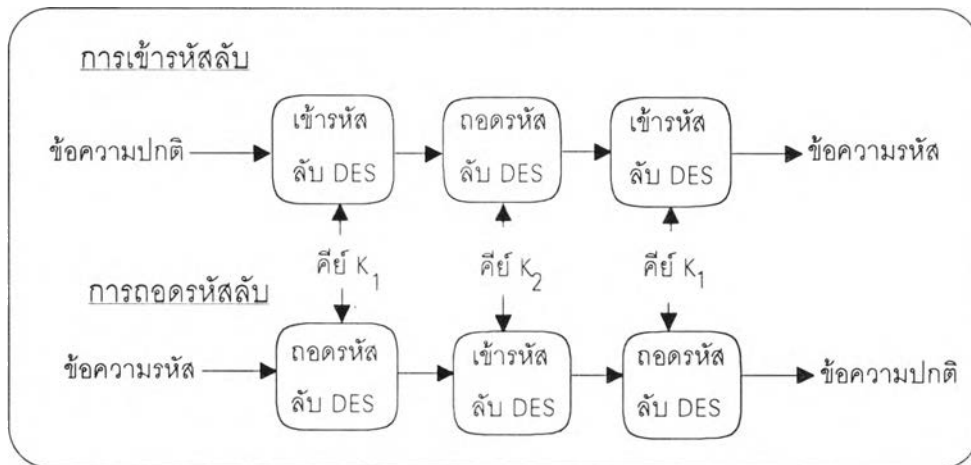 การเข้ารหัสลับ
ข้อความปกติ
เข้ารหัส
ลับ DES
ถอดรหัส
ลับ DES
เข้ารหัส
ลับ DES
ข้อความรหัส
คีย์ K1
คีย์ K2
คีย์ K1
การถอดรหัสลับ
ข้อความรหัส
ถอดรหัส
ลับ DES
เข้ารหัส
ลับ DES
ถอดรหัส
ลับ DES
ข้อความปกติ